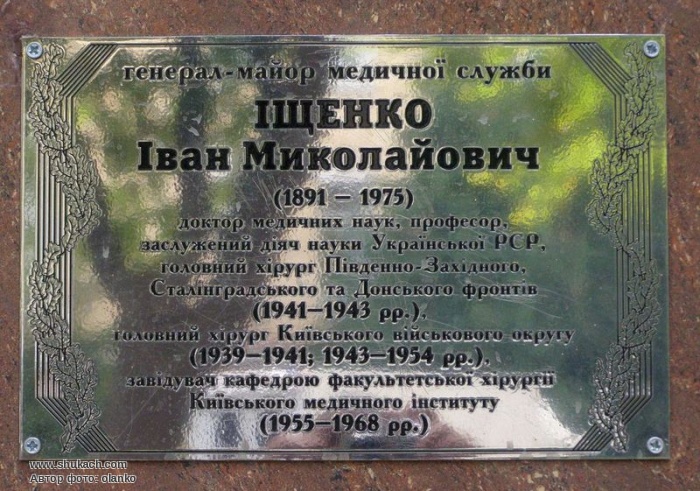 генерал-майор медичної служби
ІЩЕНКО
Іван Миколайович
(1891 – 1975)
доктор медичних наук, професор,
заслужений діяч науки Української РСР,
головний хірург Південно-Західного,
Сталінградського та Донського фронтів
(1941–1943 рр.),
головний хірург Київського військового округу
(1939–1941; 1943–1954 рр.),
завідувач кафедрою факультетської хірургії
Київського медичного інституту
(1955–1968 рр.)
www.shukach.com
Автор фото: olanko